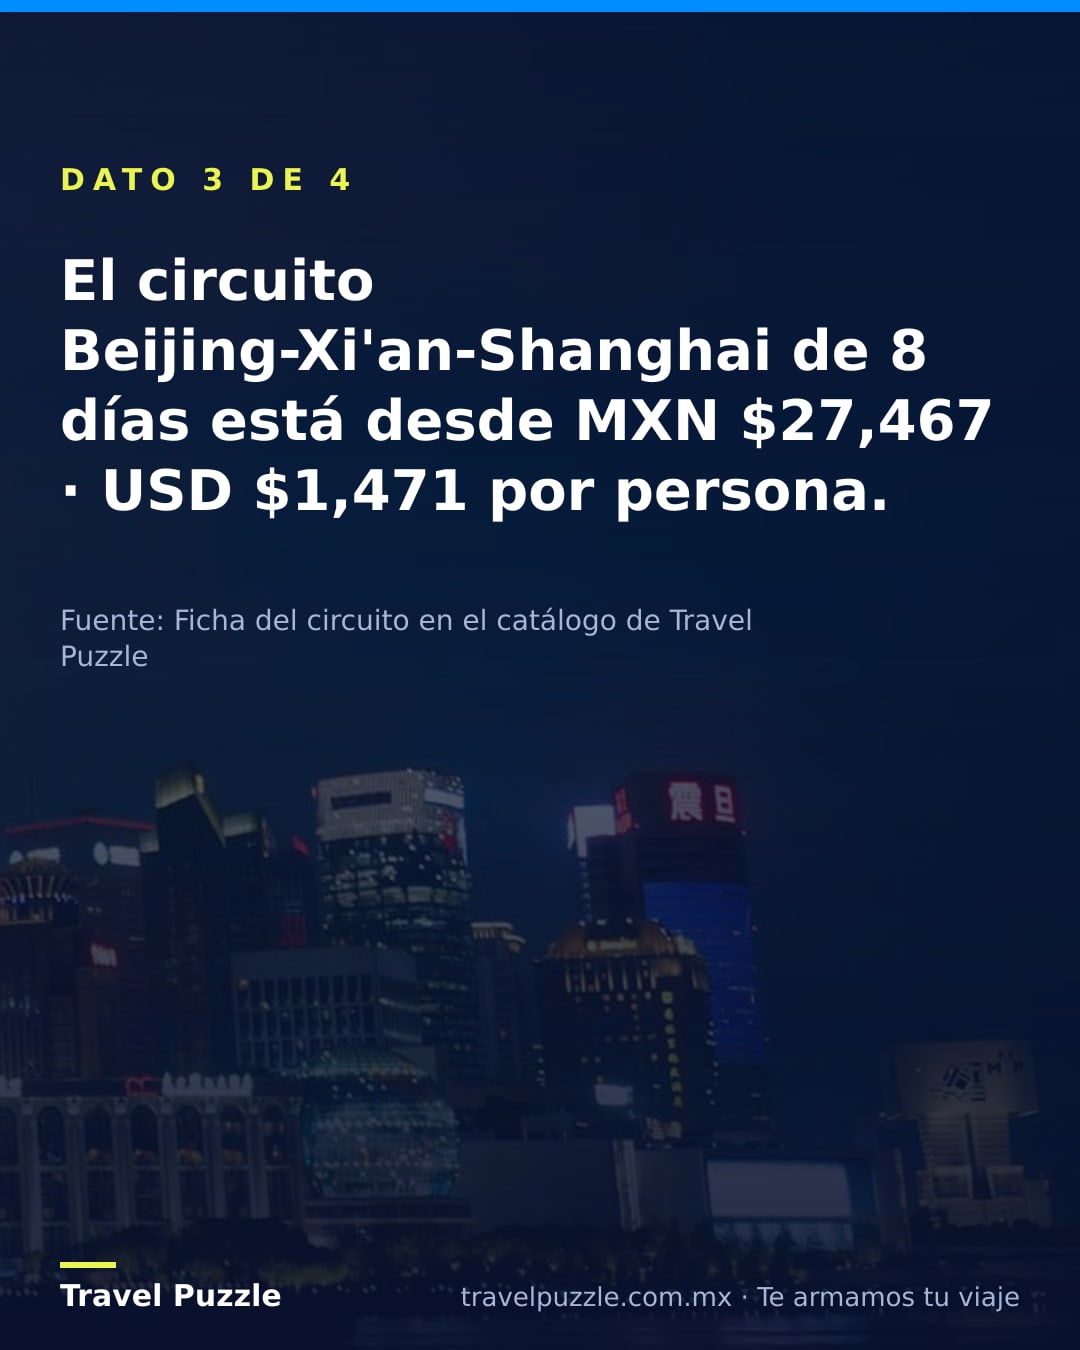 DATO 3 DE 4
El circuito
Beijing-Xi'an-Shanghai de 8
días está desde MXN $27,467
· USD $1,471 por persona.
Fuente: Ficha del circuito en el catálogo de Travel
Puzzle
震旦
Travel Puzzle
travelpuzzle.com.mx · Te armamos tu viaje